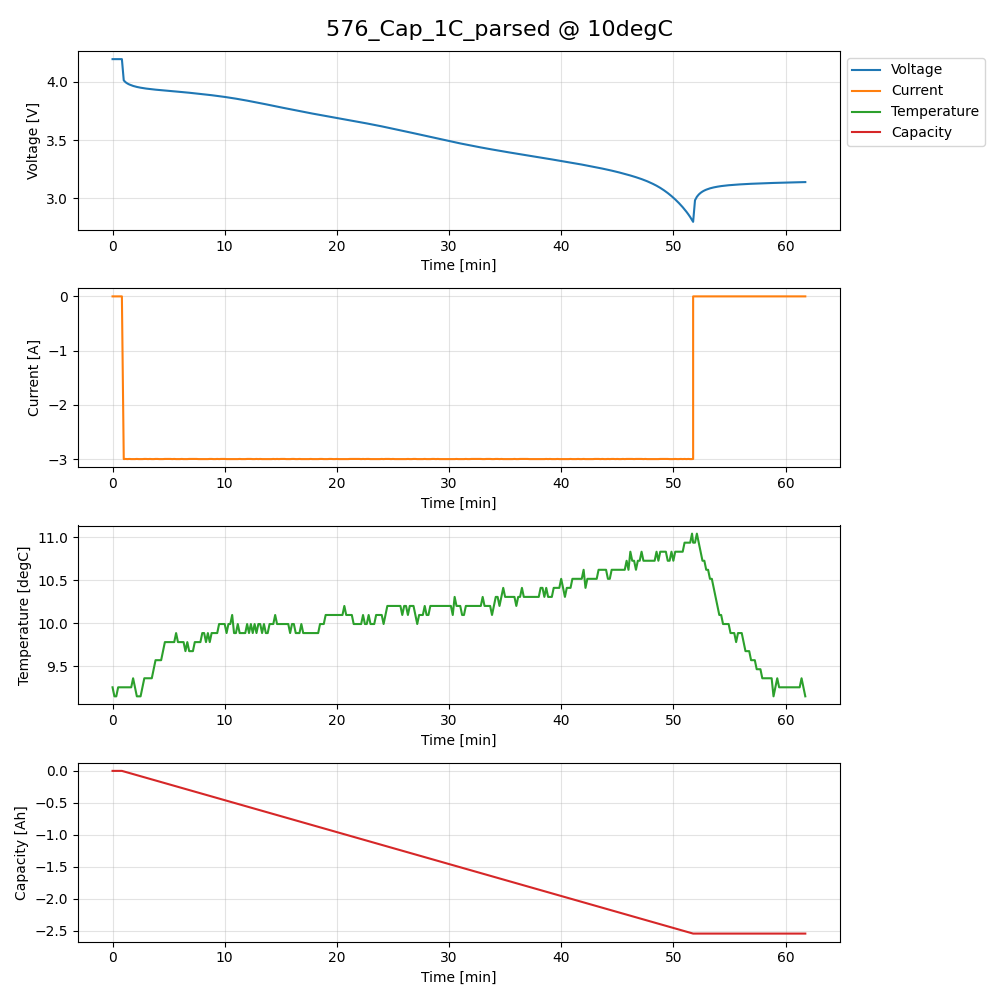 576_Cap_1C_parsed @ 10degC
Voltage
Current
Temperature
Capacity
Voltage [V]
4.0
3.5
3.0
0 10 20 30 40 50 60
Time [min]
Current [A]
0
−1
−2
−3
0 10 20 30 40 50 60
Time [min]
Temperature [degC]
11.0
10.5
10.0
9.5
0 10 20 30 40 50 60
Time [min]
Capacity [Ah]
0.0
−0.5
−1.0
−1.5
−2.0
−2.5
0 10 20 30 40 50 60
Time [min]